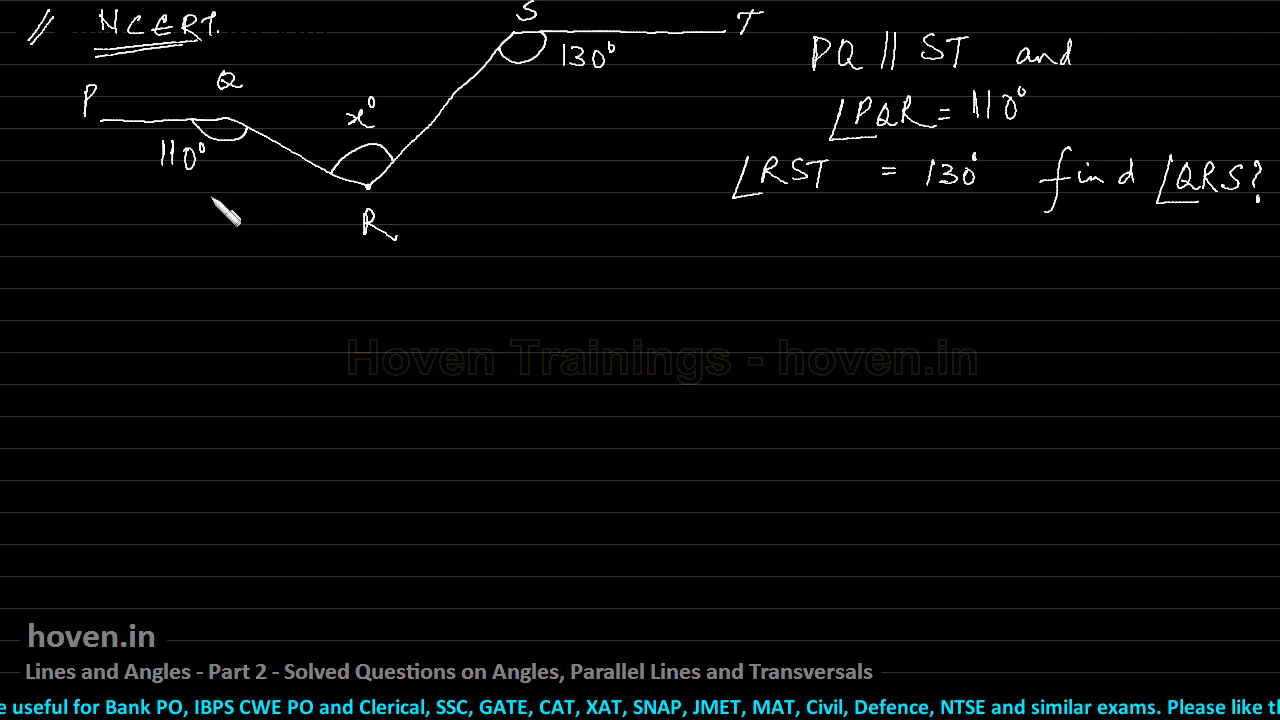 // NCERT.
S
T
130°
PQ || ST and
Q
P
x°
∠PQR = 110°
110°
∠RST = 130° find ∠QRS?
R
Hoven Trainings - hoven.in
hoven.in
Lines and Angles - Part 2 - Solved Questions on Angles, Parallel Lines and Transversals
e useful for Bank PO, IBPS CWE PO and Clerical, SSC, GATE, CAT, XAT, SNAP, JMET, MAT, Civil, Defence, NTSE and similar exams. Please like t